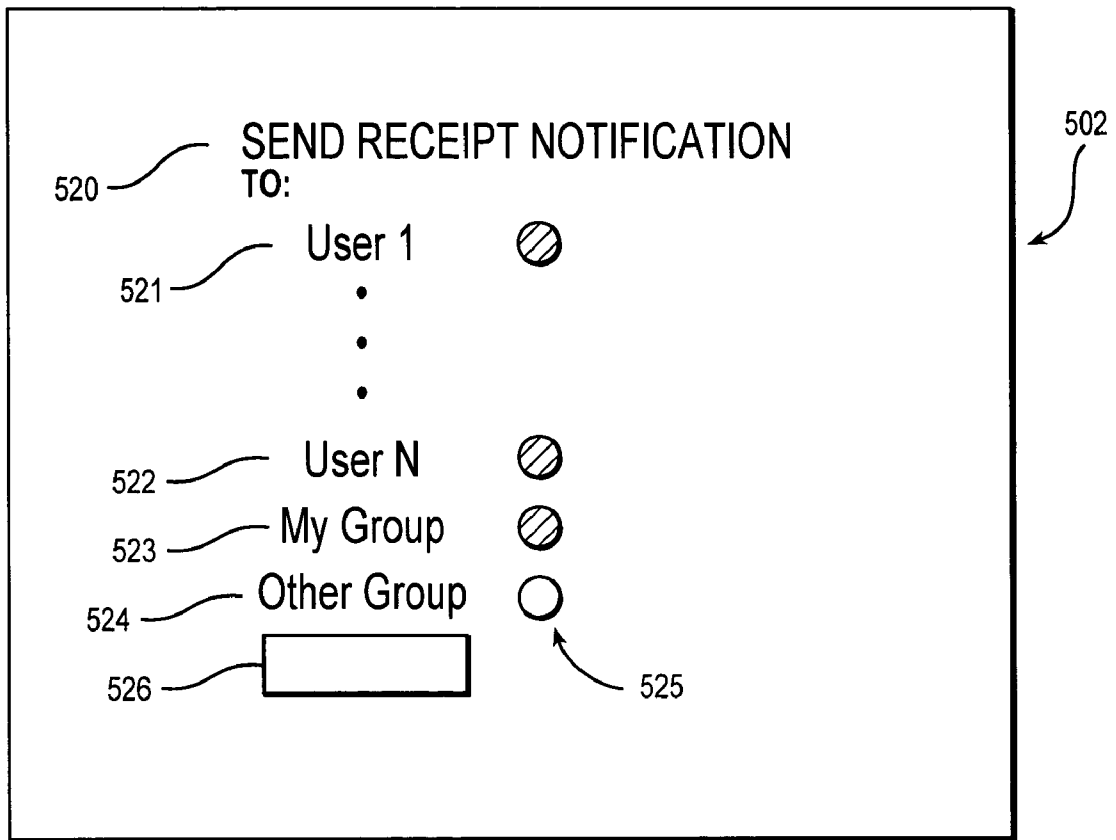 SEND RECEIPT NOTIFICATION
502
520
TO:
User 1
521
User N
522
My Group
523
Other Group
524
526
525